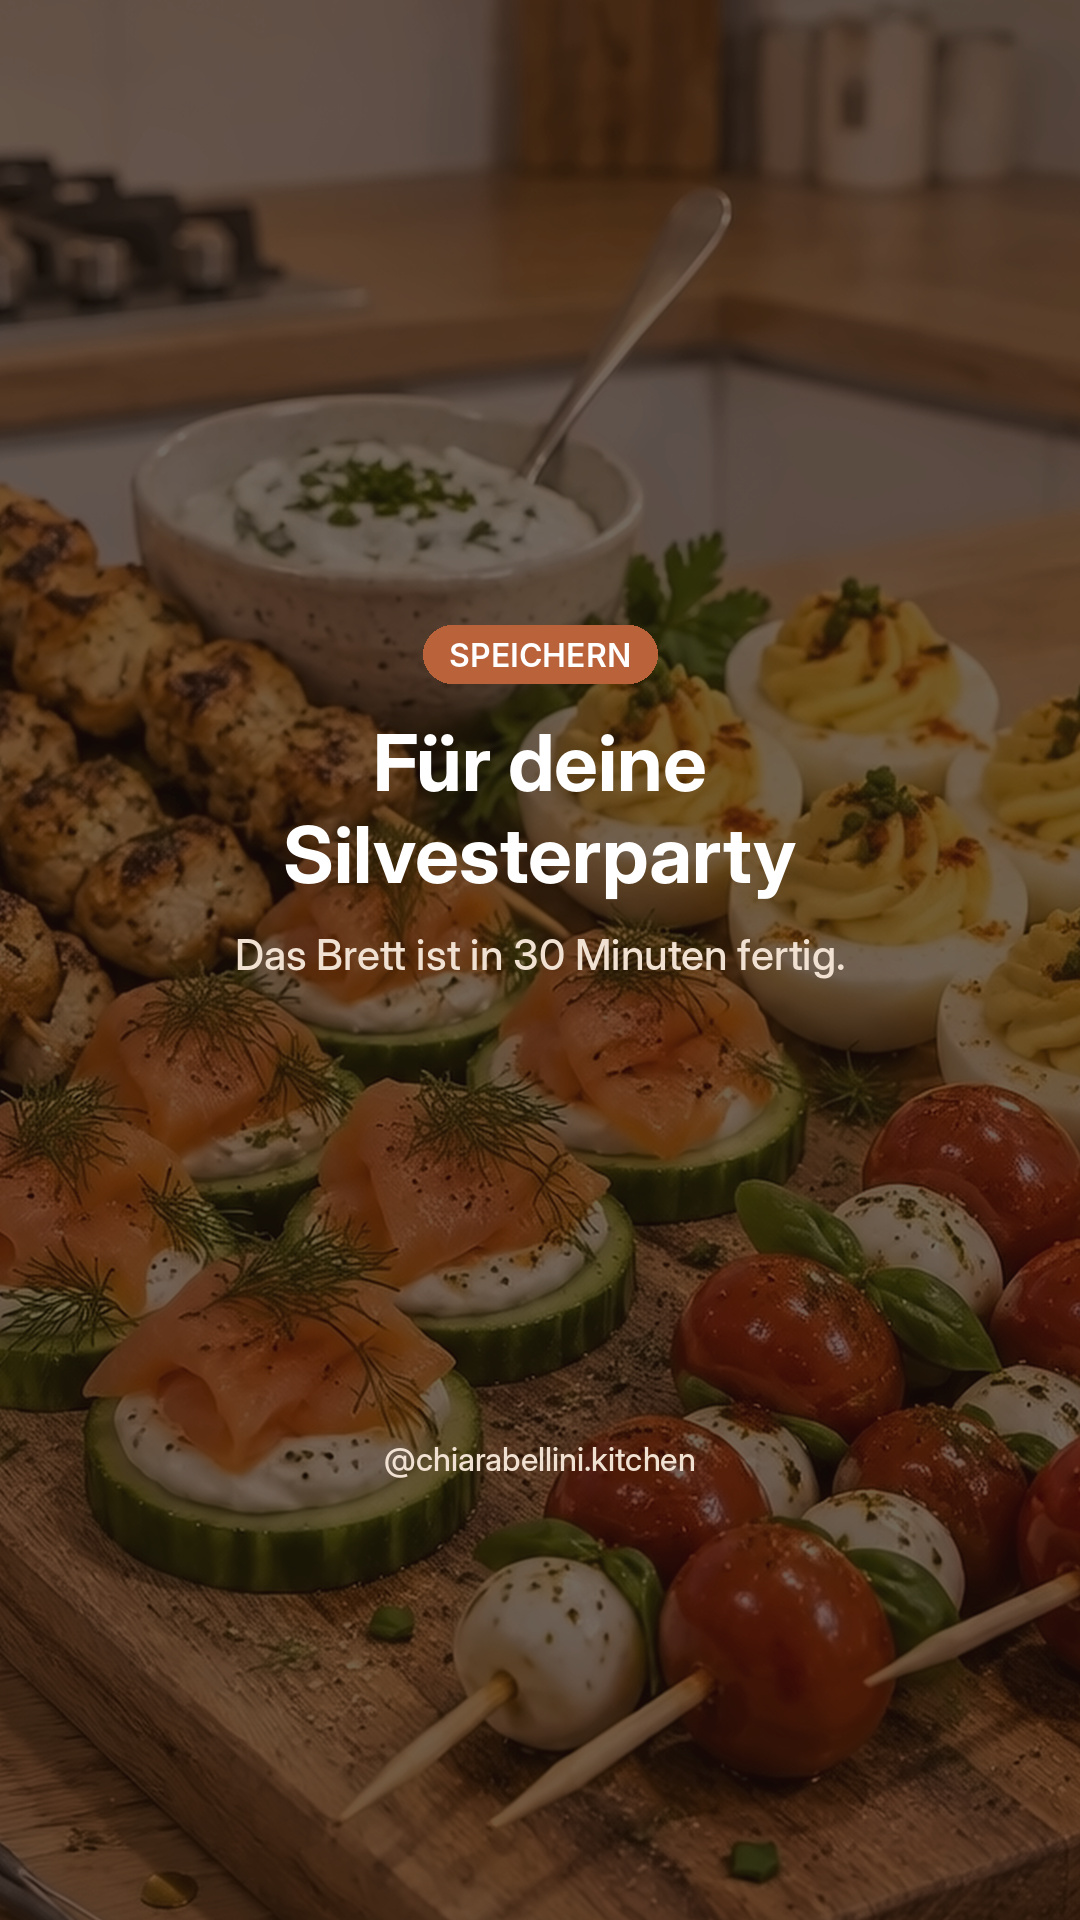 SPEICHERN
Für deine
Silvesterparty
Das Brett ist in 30 Minuten fertig.
@chiarabellini.kitchen